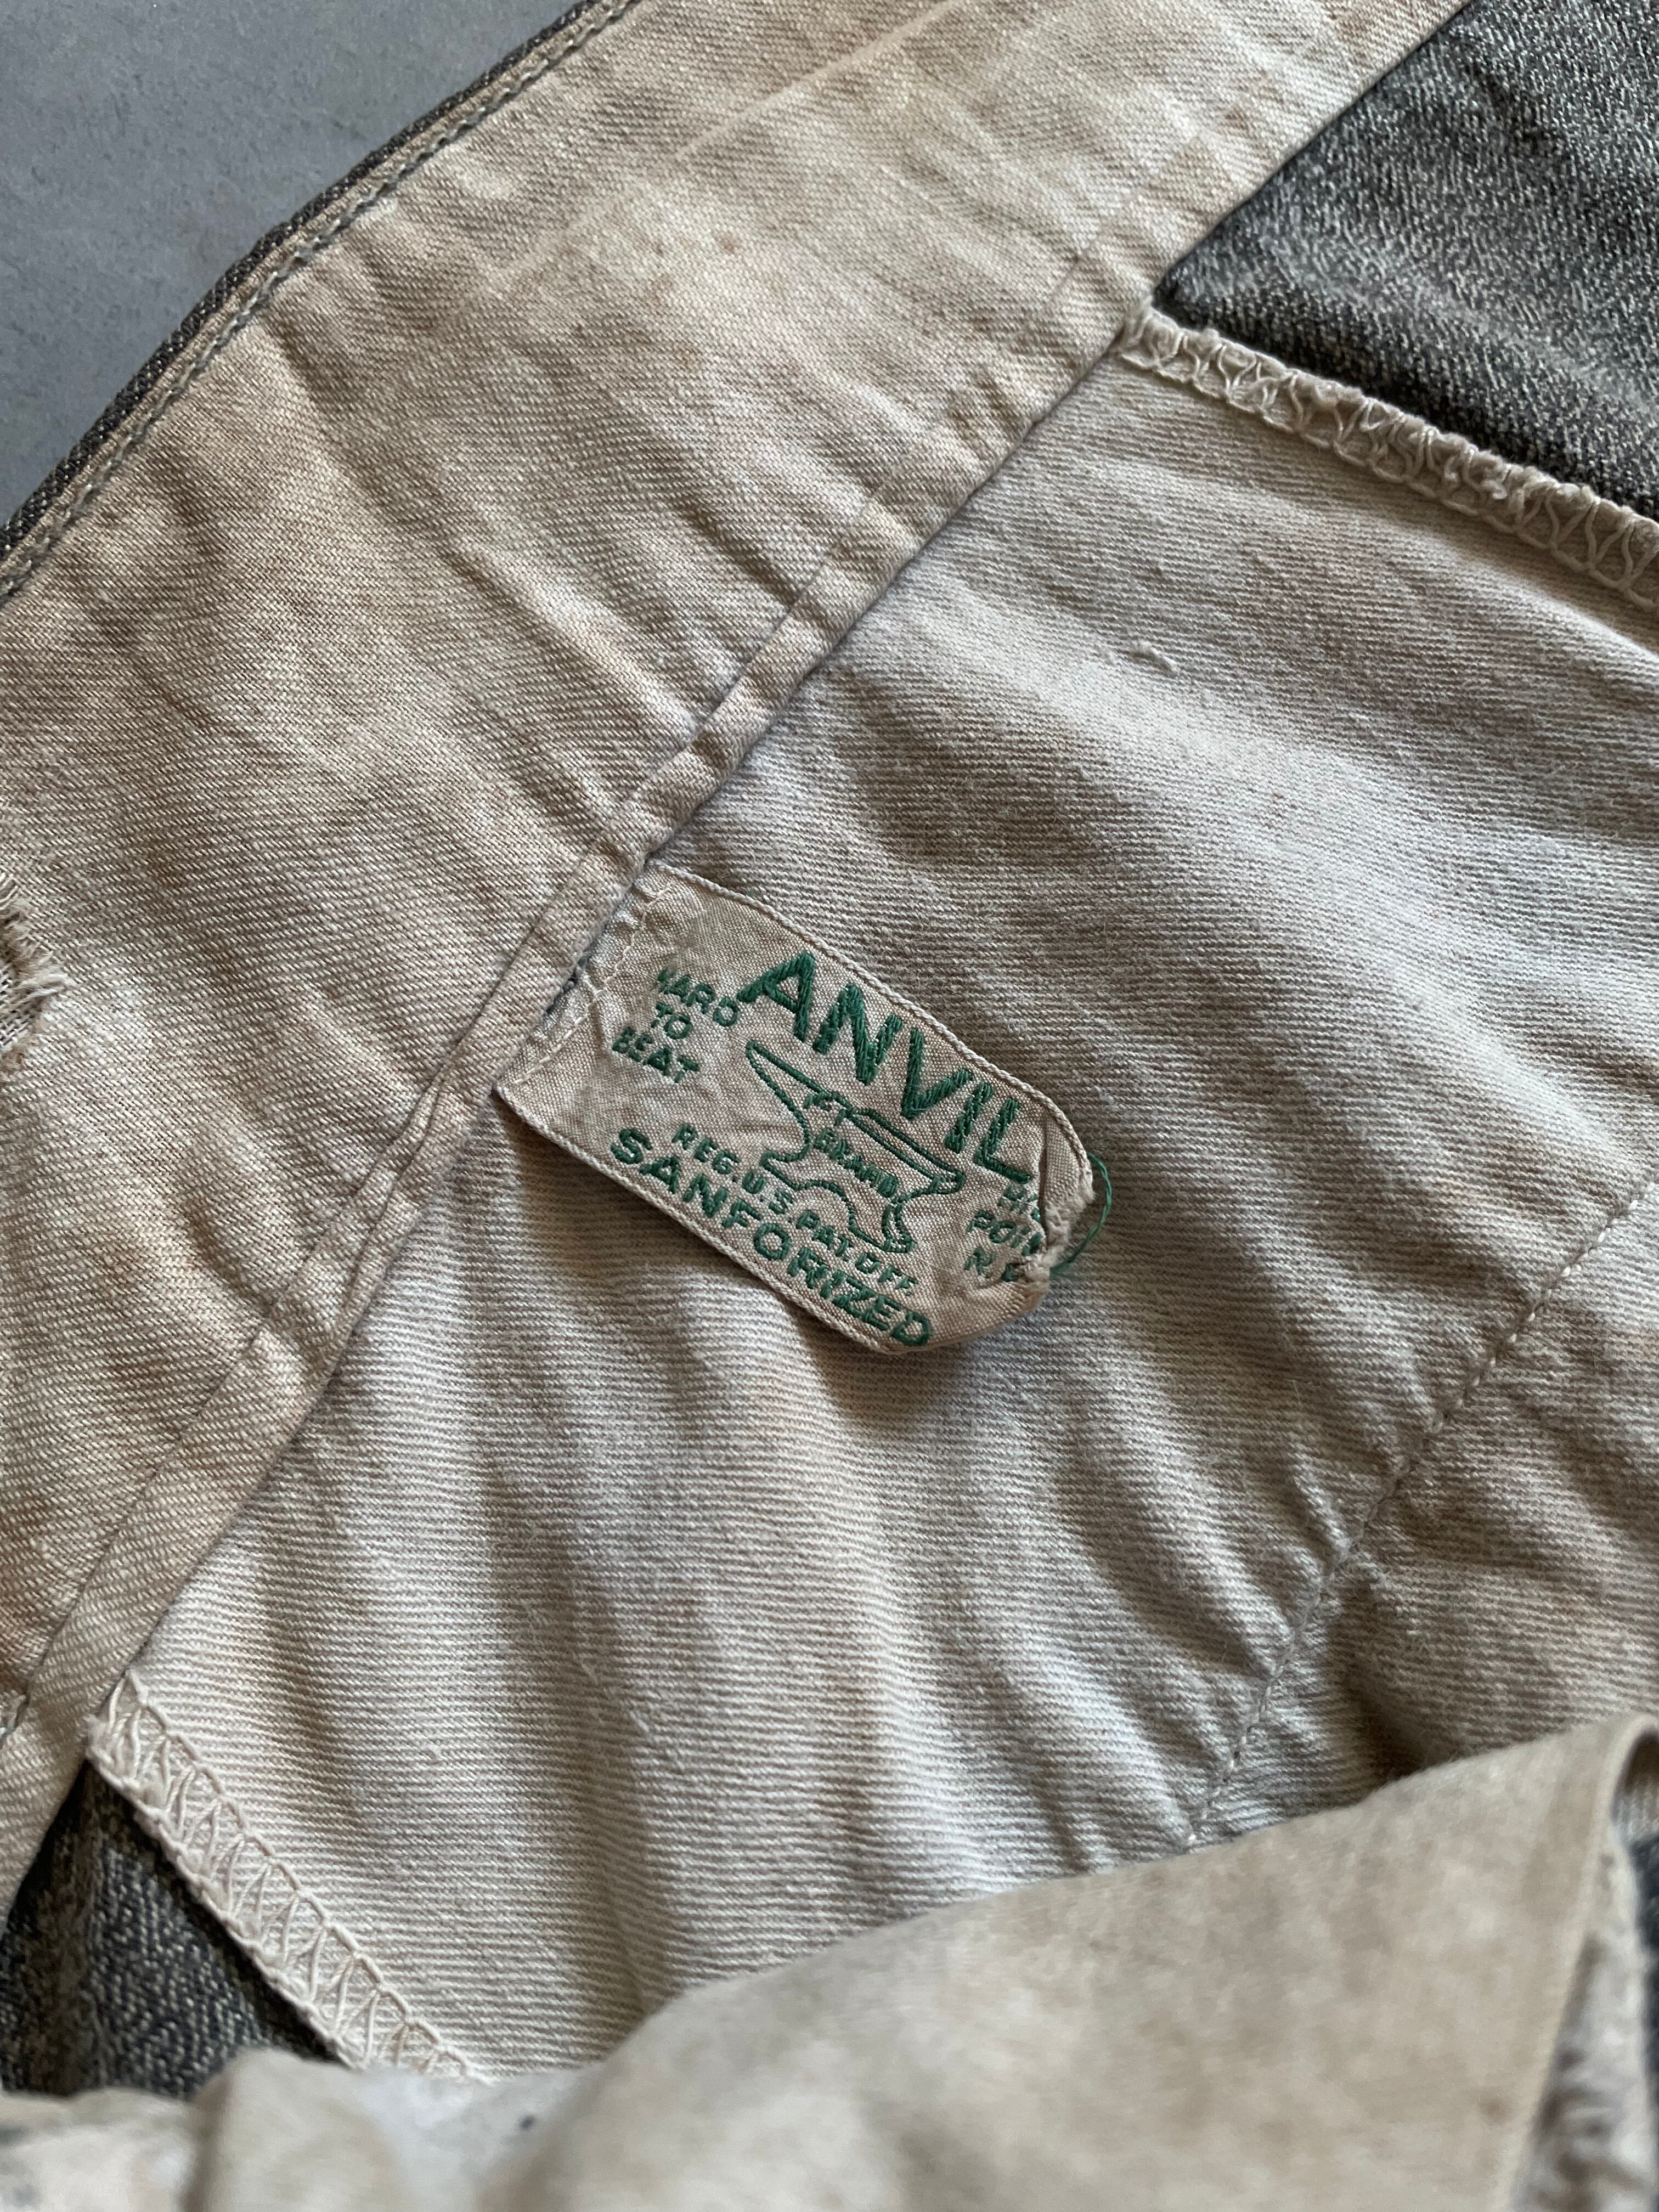 HARD
TO
BEAT
ANVIL
BRAND
REG. U.S. PAT. OFF.
SANFORIZED